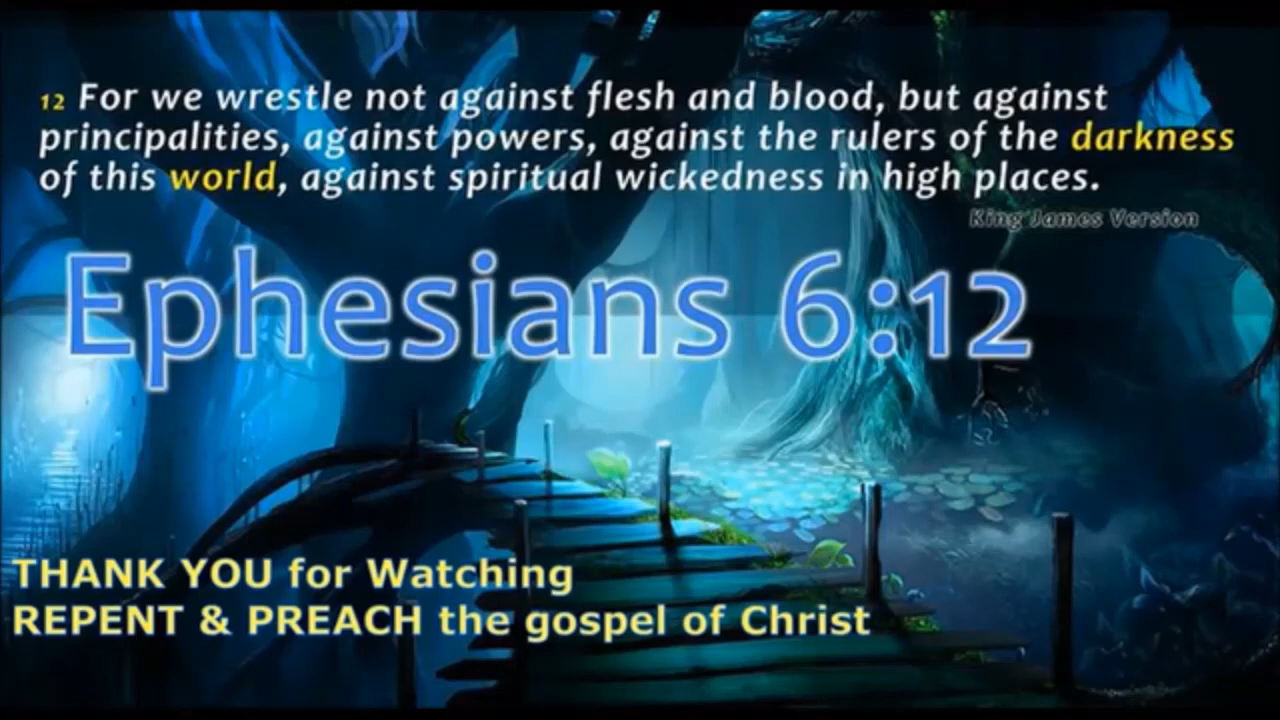 12 For we wrestle not against flesh and blood, but against
principalities, against powers, against the rulers of the darkness
of this world, against spiritual wickedness in high places.
King James Version
Ephesians 6:12
THANK YOU for Watching
REPENT & PREACH the gospel of Christ